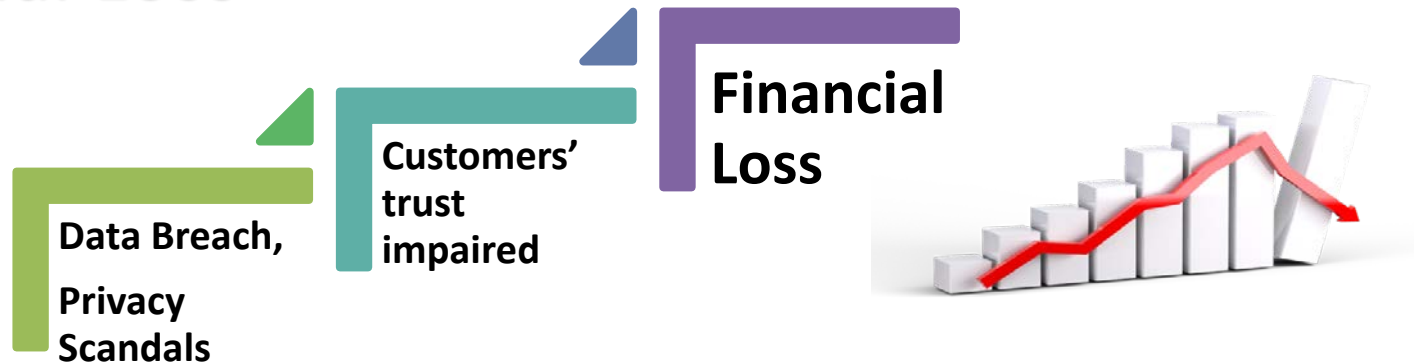 Data Breach,
Privacy
Scandals
Customers’
trust
impaired
Financial
Loss